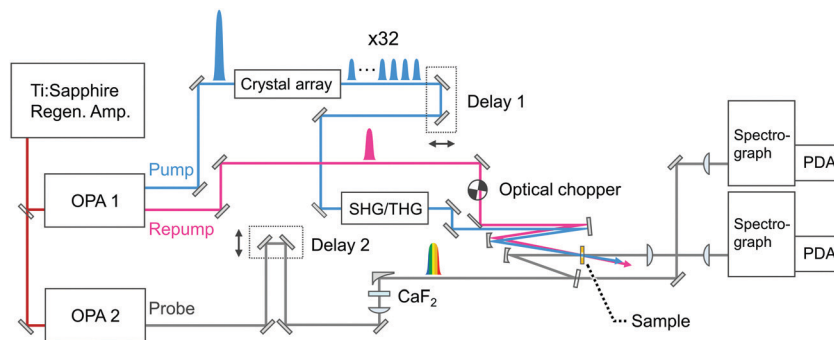 x32
Ti:Sapphire
Regen. Amp.
Crystal array
Delay 1
Spectro-
graph
PDA
Pump
OPA 1
Repump
Optical chopper
SHG/THG
Spectro-
graph
PDA
Delay 2
OPA 2
Probe
CaF₂
Sample